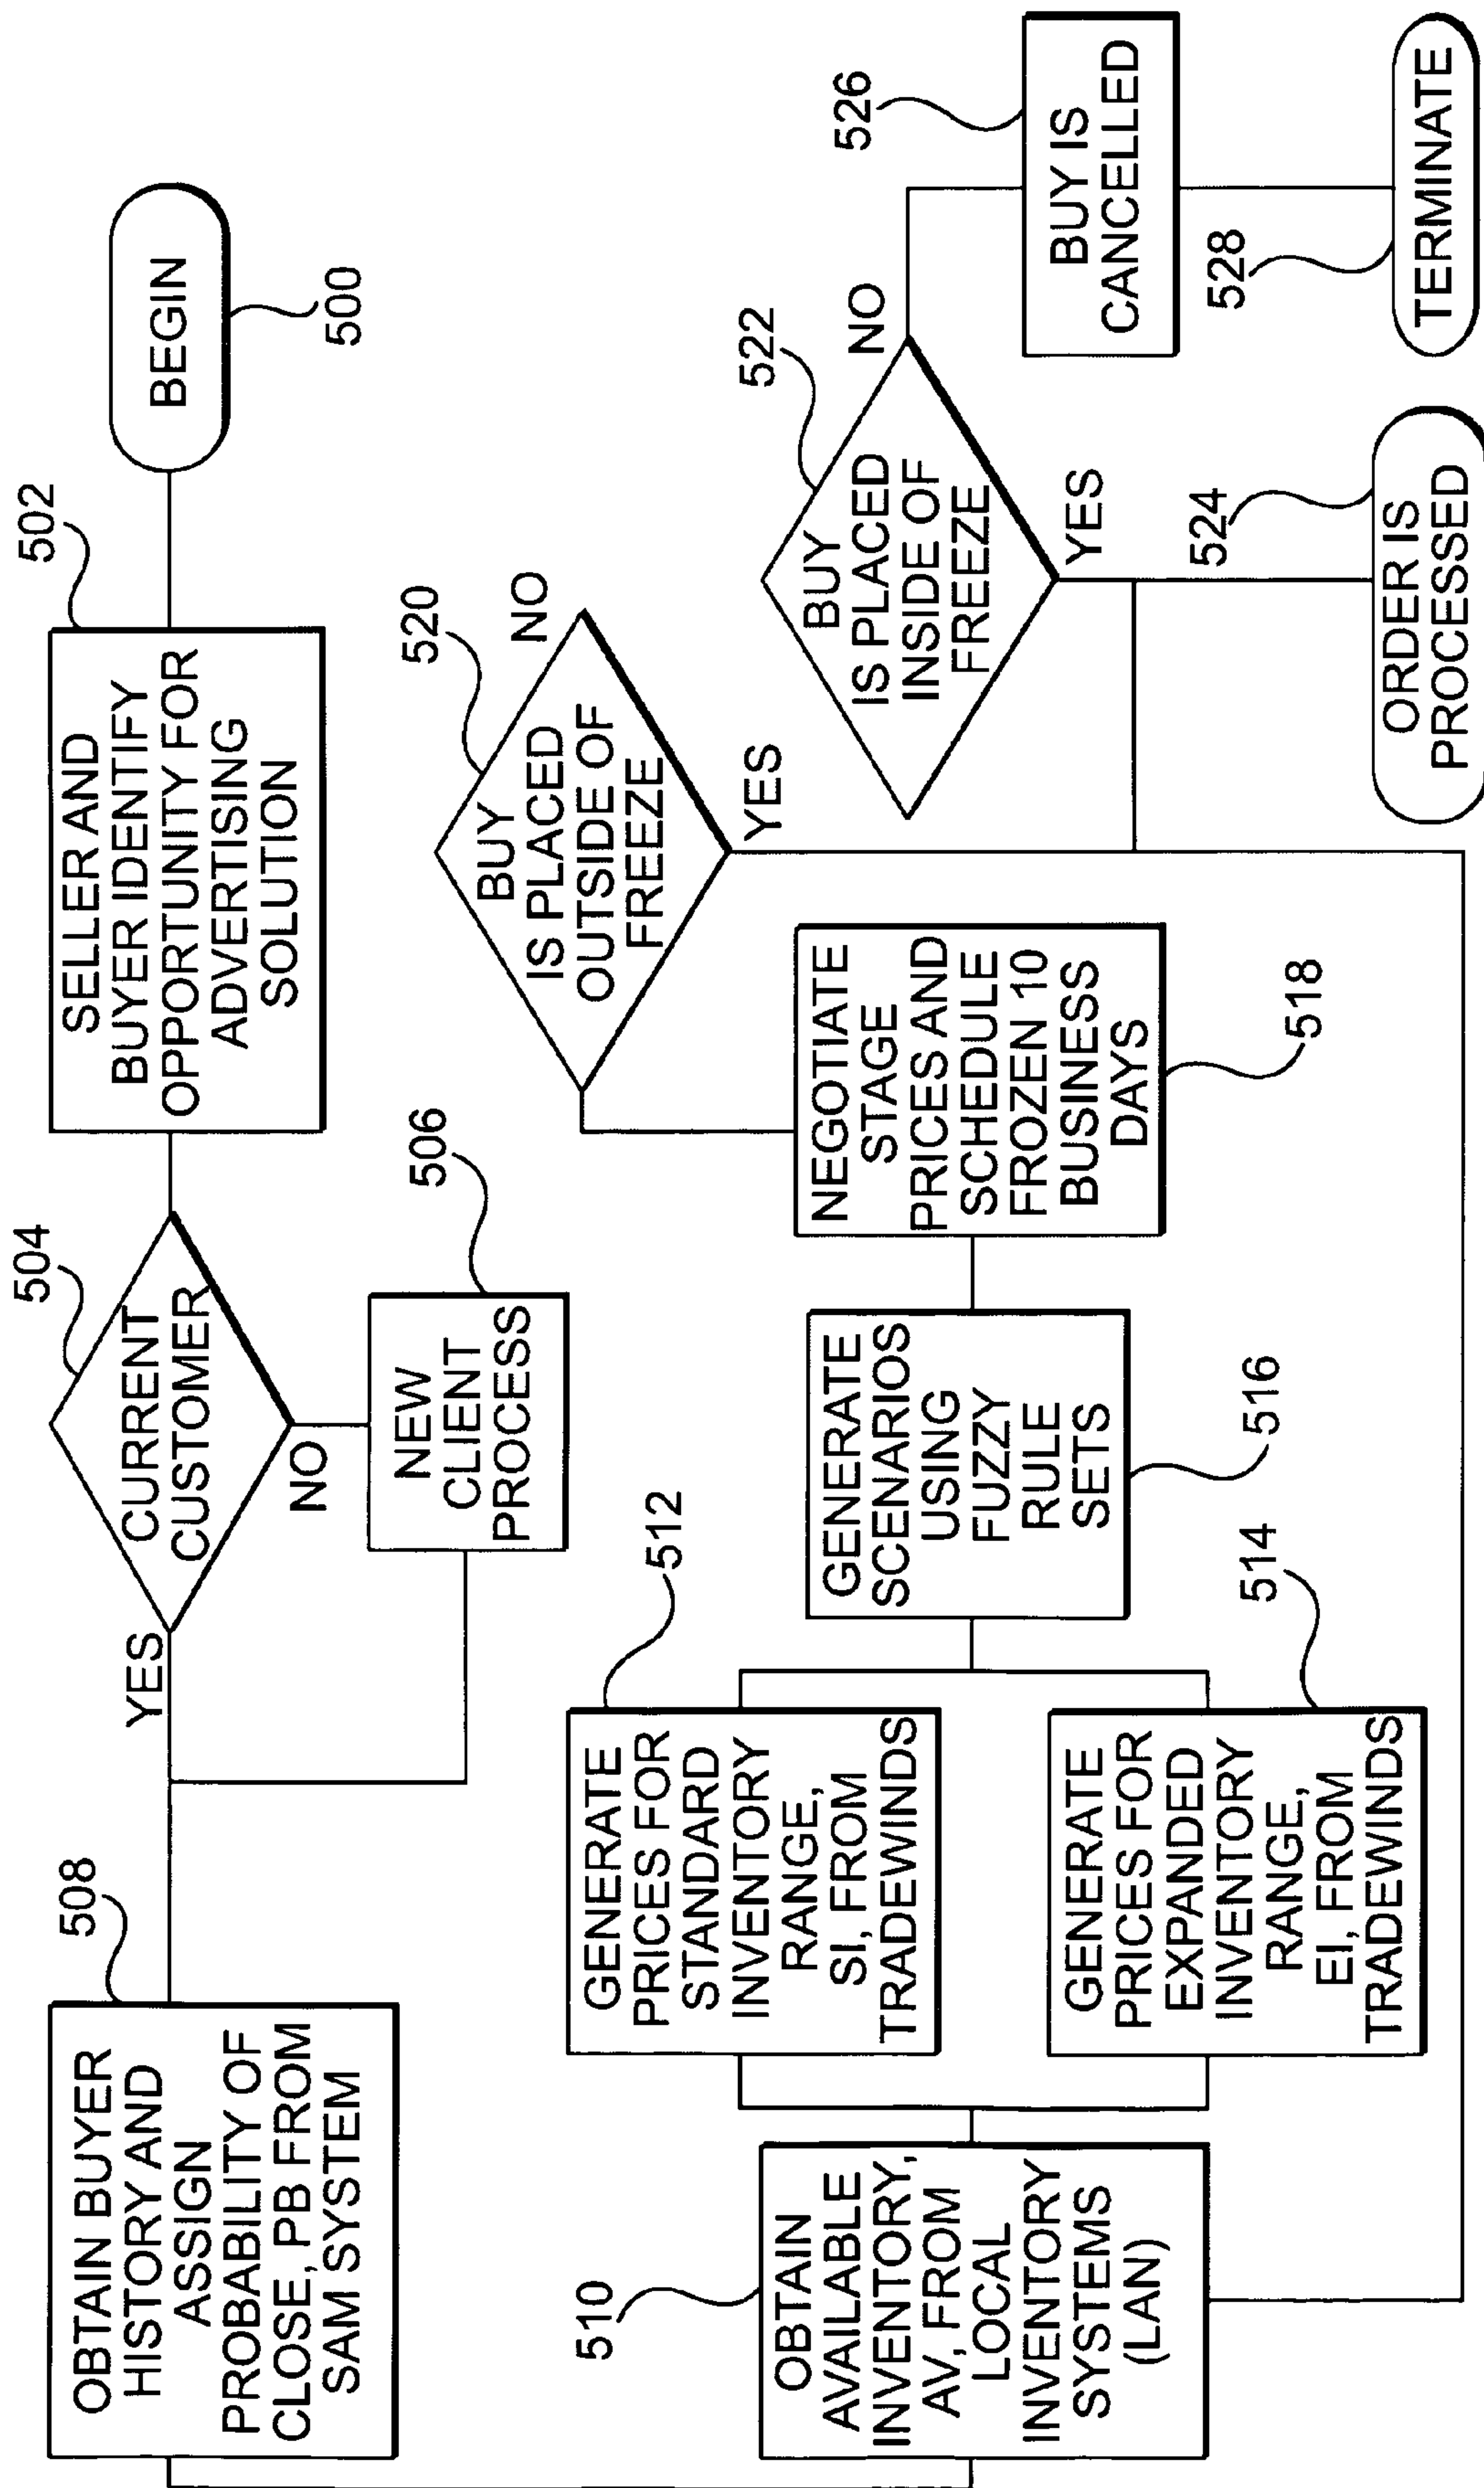 BEGIN
500
502
SELLER AND
BUYER IDENTIFY
OPPORTUNITY FOR
ADVERTISING
SOLUTION
504
CURRENT
CUSTOMER
YES
NO
506
NEW
CLIENT
PROCESS
508
OBTAIN BUYER
HISTORY AND
ASSIGN
PROBABILITY OF
CLOSE, PB FROM
SAM SYSTEM
510
OBTAIN
AVAILABLE
INVENTORY,
AV, FROM
LOCAL
INVENTORY
SYSTEMS
(LAN)
512
GENERATE
PRICES FOR
STANDARD
INVENTORY
RANGE,
SI, FROM
TRADEWINDS
514
GENERATE
PRICES FOR
EXPANDED
INVENTORY
RANGE,
EI, FROM
TRADEWINDS
GENERATE
SCENARIOS
USING
FUZZY
RULE
SETS
516
NEGOTIATE
STAGE
PRICES AND
SCHEDULE
FROZEN 10
BUSINESS
DAYS
518
520
BUY
IS PLACED
OUTSIDE OF
FREEZE
NO
YES
522
BUY
IS PLACED
INSIDE OF
FREEZE
NO
YES
524
ORDER IS
PROCESSED
526
BUY IS
CANCELLED
528
TERMINATE